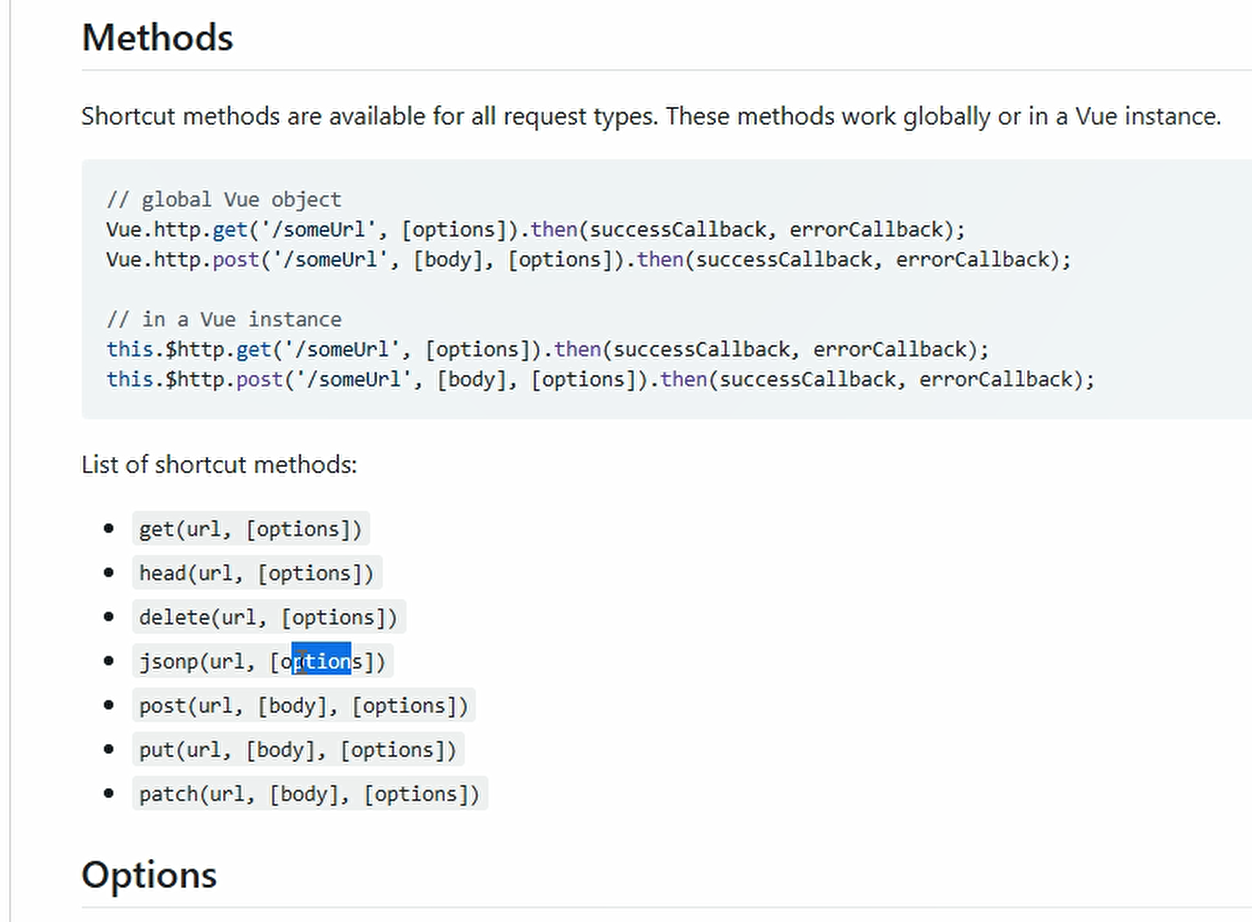 Methods
Shortcut methods are available for all request types. These methods work globally or in a Vue instance.
// global Vue object
Vue.http.get('/someUrl', [options]).then(successCallback, errorCallback);
Vue.http.post('/someUrl', [body], [options]).then(successCallback, errorCallback);
// in a Vue instance
this.$http.get('/someUrl', [options]).then(successCallback, errorCallback);
this.$http.post('/someUrl', [body], [options]).then(successCallback, errorCallback);
List of shortcut methods:
• get(url, [options])
• head(url, [options])
• delete(url, [options])
• jsonp(url, [options])
• post(url, [body], [options])
• put(url, [body], [options])
• patch(url, [body], [options])
Options